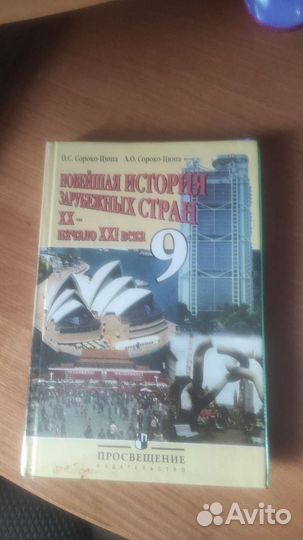 О.С. Сороко-Цюпа А.О. Сороко-Цюпа
НОВЕЙШАЯ ИСТОРИЯ
ЗАРУБЕЖНЫХ СТРАН
XX-
начало XXI века
9
ПРОСВЕЩЕНИЕ
ИЗДАТЕЛЬСТВО
Avito